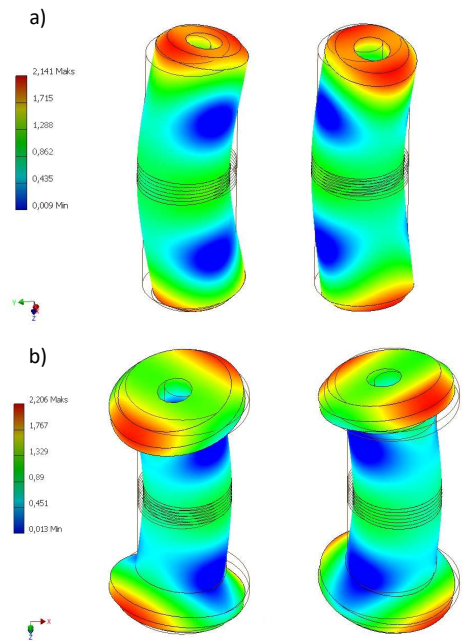 a)
2,141 Maks
1,715
1,288
0,862
0,435
0,009 Min
Y
Z
b)
2,206 Maks
1,767
1,329
0,89
0,451
0,013 Min
X
Z